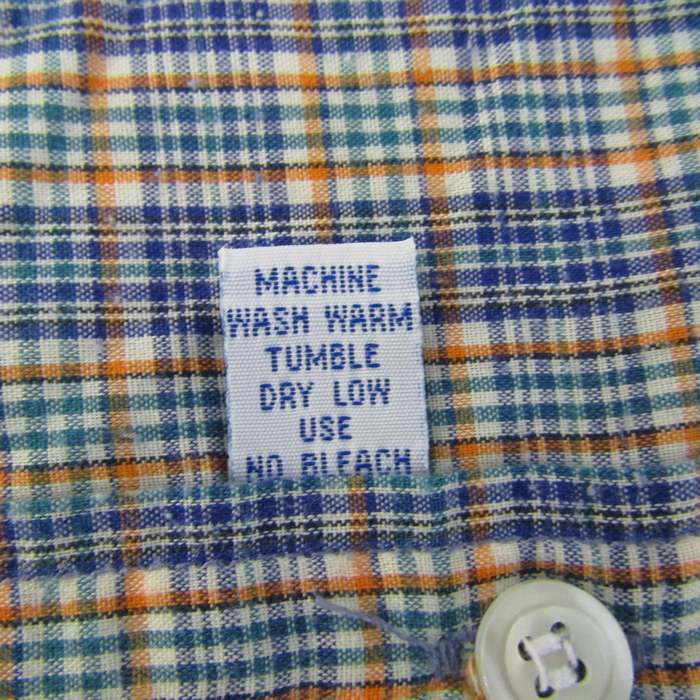 MACHINE
WASH WARM
TUMBLE
DRY LOW
USE
NO BLEACH